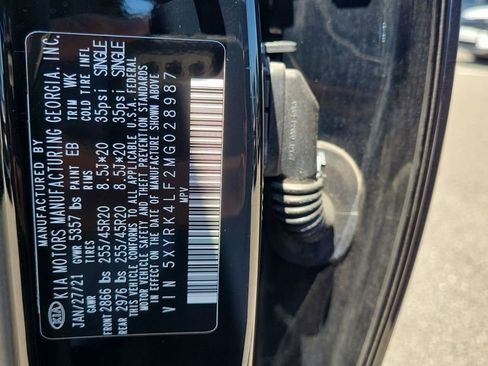 MANUFACTURED BY
KIA KIA MOTORS MANUFACTURING GEORGIA, INC.
JAN/27/21 GVWR 5357 lbs PAINT EB TRIM WK
GAWR TIRES RIMS COLD TIRE INFL
FRONT 2866 lbs 255/45R20 8.5J*20 35psi SINGLE
REAR 2976 lbs 255/45R20 8.5J*20 35psi SINGLE
THIS VEHICLE CONFORMS TO ALL APPLICABLE U.S.A. FEDERAL
MOTOR VEHICLE SAFETY STANDARDS IN EFFECT ON THE DATE OF
MANUFACTURE SHOWN ABOVE
VIN 5XYRK4LF2MG028987
MPV